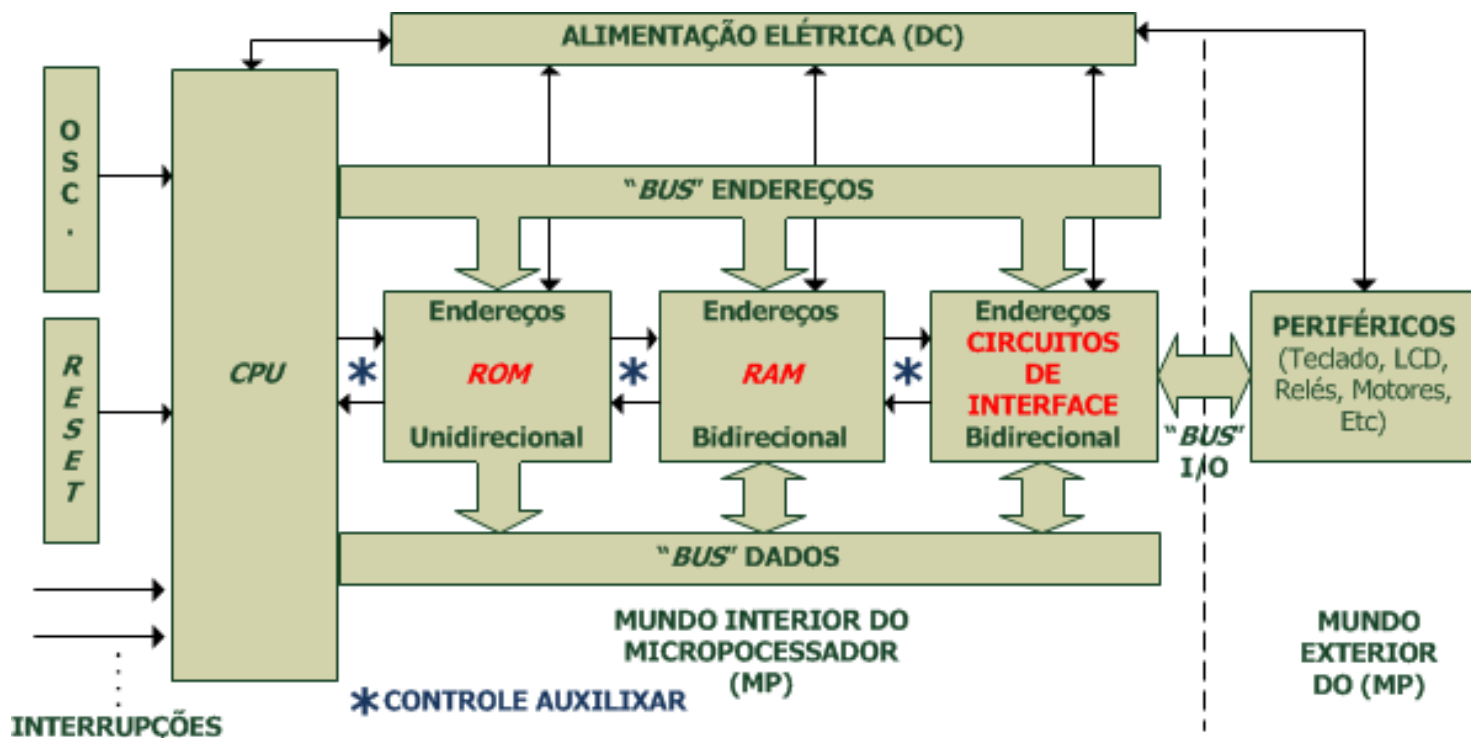 ALIMENTAÇÃO ELÉTRICA (DC)
OSC.
RESET
CPU
"BUS" ENDEREÇOS
Endereços
ROM
Unidirecional
Endereços
RAM
Bidirecional
Endereços
CIRCUITOS
DE
INTERFACE
Bidirecional
"BUS"
I/O
PERIFÉRICOS
(Teclado, LCD,
Relés, Motores,
Etc)
"BUS" DADOS
MUNDO INTERIOR DO
MICROPOCESSADOR
(MP)
MUNDO
EXTERIOR
DO (MP)
* CONTROLE AUXILIXAR
INTERRUPÇÕES